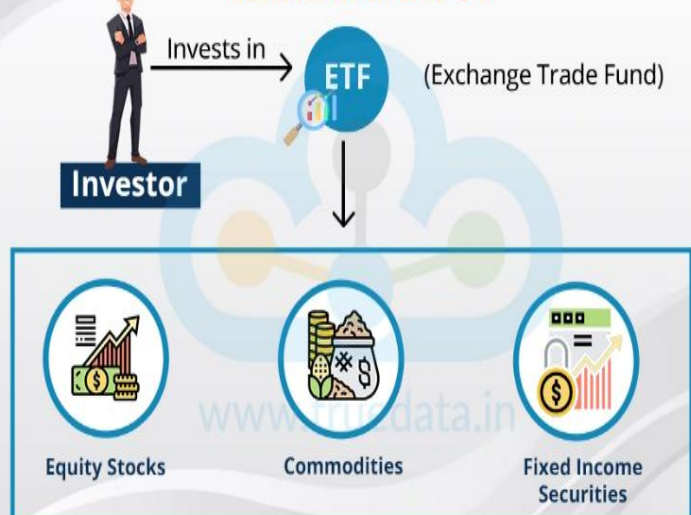 Invests in
ETF
(Exchange Trade Fund)
Investor
www.truedata.in
Equity Stocks
Commodities
Fixed Income
Securities